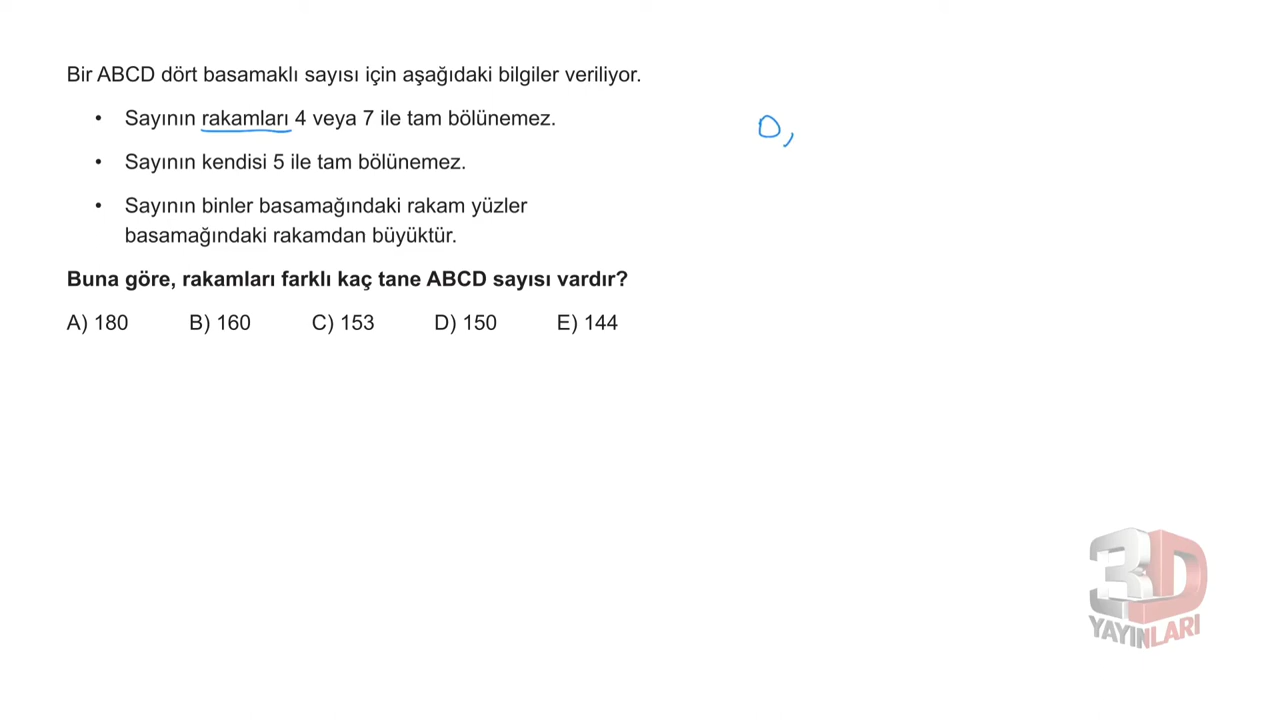 Bir ABCD dört basamaklı sayısı için aşağıdaki bilgiler veriliyor.
• Sayının rakamları 4 veya 7 ile tam bölünemez.
0,
• Sayının kendisi 5 ile tam bölünemez.
• Sayının binler basamağındaki rakam yüzler
basamağındaki rakamdan büyüktür.
Buna göre, rakamları farklı kaç tane ABCD sayısı vardır?
A) 180 B) 160 C) 153 D) 150 E) 144
3D
YAYINLARI